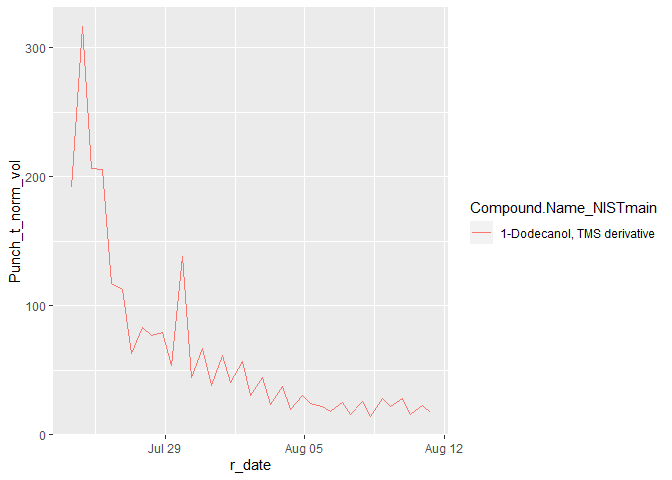 300
200
100
0
Punch_t_norm_vol
Jul 29
Aug 05
Aug 12
r_date
Compound.Name_NISTmain
1-Dodecanol, TMS derivative